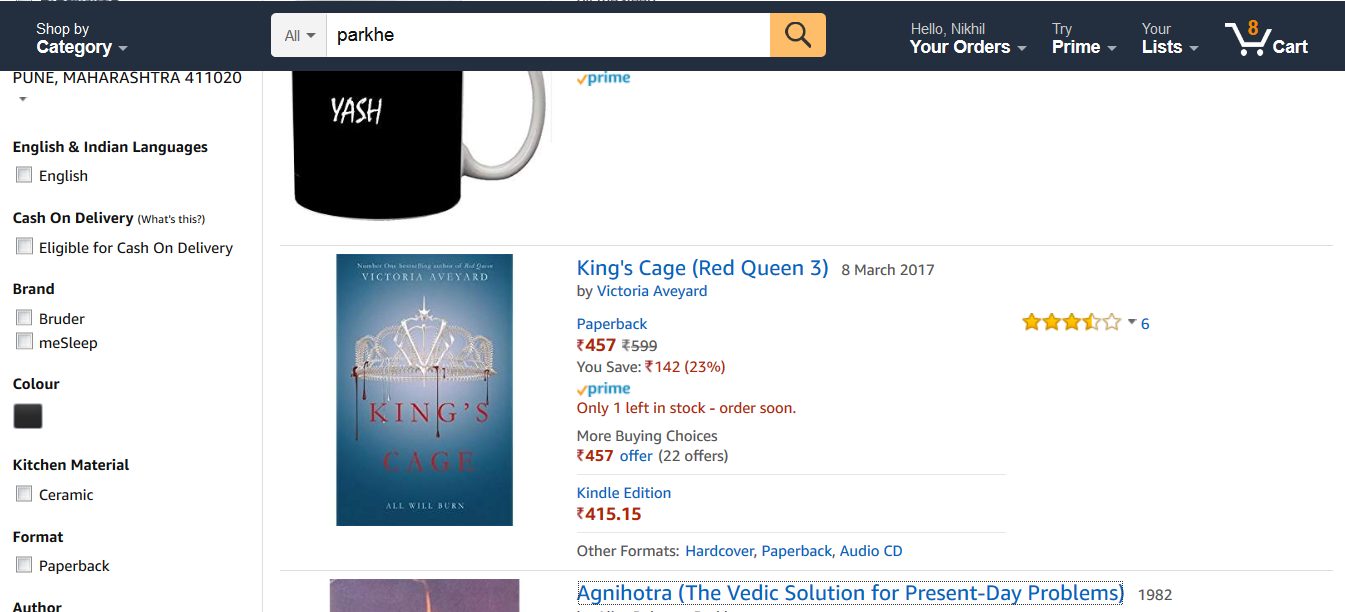 Shop by
Category
All
parkhe
Hello, Nikhil
Your Orders
Try
Prime
Your
Lists
8
Cart
PUNE, MAHARASHTRA 411020
English & Indian Languages
English
Cash On Delivery (What's this?)
Eligible for Cash On Delivery
Brand
Bruder
meSleep
Colour
Kitchen Material
Ceramic
Format
Paperback
Author
prime
YASH
Number One bestselling author of Red Queen
VICTORIA AVEYARD
KING'S
CAGE
ALL WILL BURN
King's Cage (Red Queen 3) 8 March 2017
by Victoria Aveyard
Paperback
₹457 ₹599
You Save: ₹142 (23%)
prime
Only 1 left in stock - order soon.
More Buying Choices
₹457 offer (22 offers)
Kindle Edition
₹415.15
Other Formats: Hardcover, Paperback, Audio CD
6
Agnihotra (The Vedic Solution for Present-Day Problems) 1982